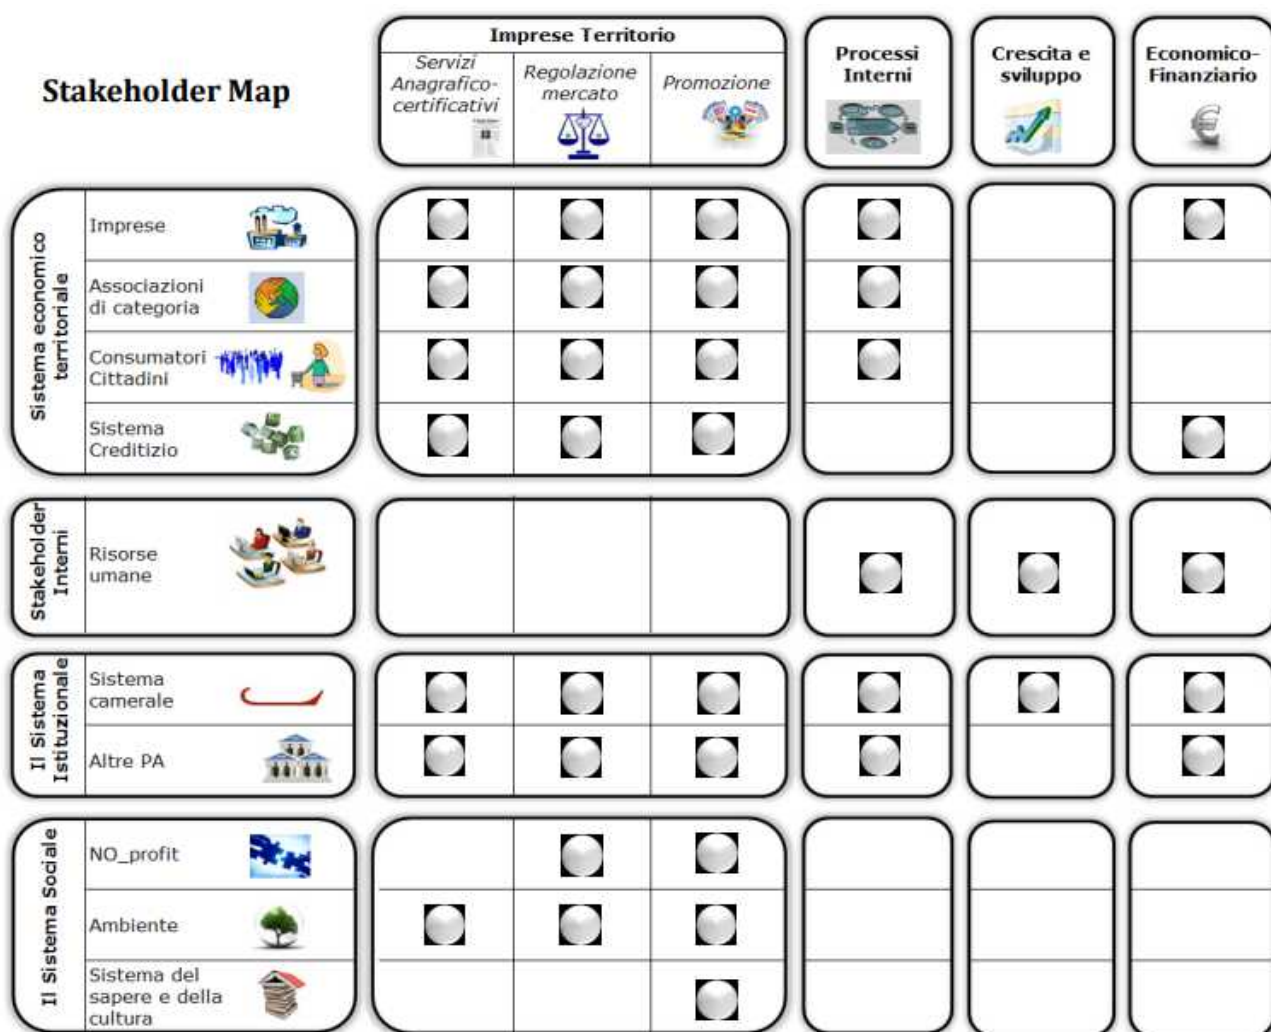 Stakeholder Map
Imprese Territorio
Servizi
Anagrafico-
certificativi
Regolazione
mercato
Promozione
Processi
Interni
Crescita e
sviluppo
Economico-
Finanziario
Sistema economico
territoriale
Imprese
Associazioni
di categoria
Consumatori
Cittadini
Sistema
Creditizio
Stakeholder
Interni
Risorse
umane
Il Sistema
Istituzionale
Sistema
camerale
Altre PA
Il Sistema Sociale
NO_profit
Ambiente
Sistema del
sapere e della
cultura